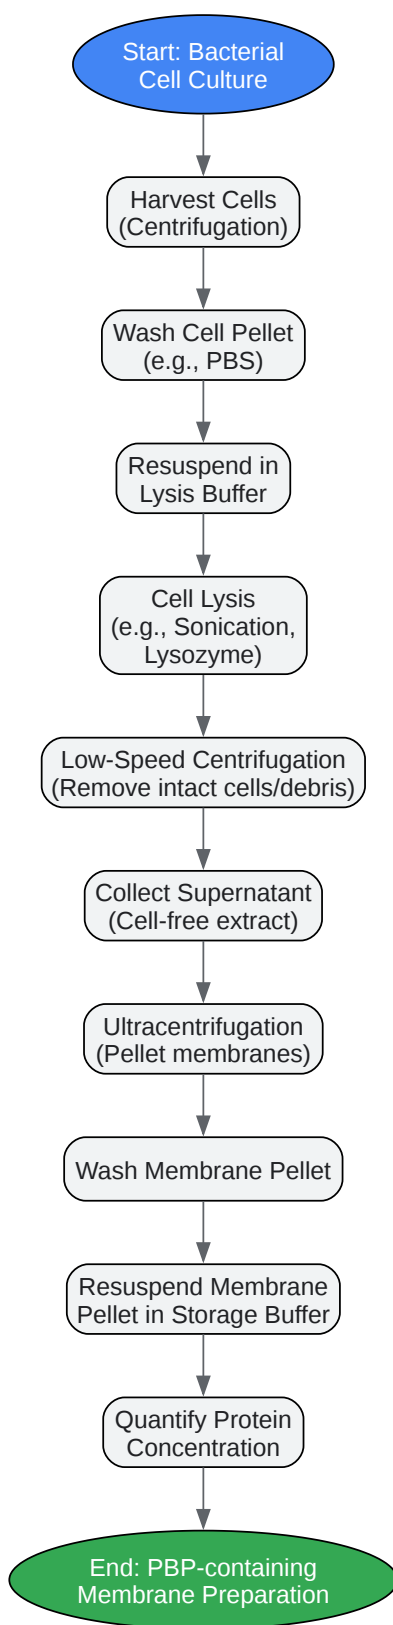 Start: Bacterial
Cell Culture
Harvest Cells
(Centrifugation)
Wash Cell Pellet
(e.g., PBS)
Resuspend in
Lysis Buffer
Cell Lysis
(e.g., Sonication,
Lysozyme)
Low-Speed Centrifugation
(Remove intact cells/debris)
Collect Supernatant
(Cell-free extract)
Ultracentrifugation
(Pellet membranes)
Wash Membrane Pellet
Resuspend Membrane
Pellet in Storage Buffer
Quantify Protein
Concentration
End: PBP-containing
Membrane Preparation